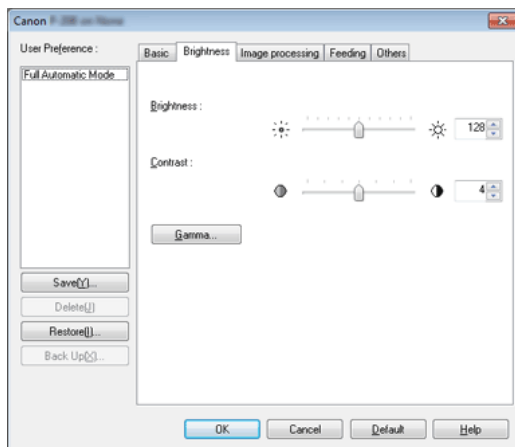 Canon
User Preference :
Full Automatic Mode
Save(Y)...
Delete(J)
Restore(I)...
Back Up(X)...
Basic Brightness Image processing Feeding Others
Brightness :
128
Contrast :
4
Gamma...
OK Cancel Default Help